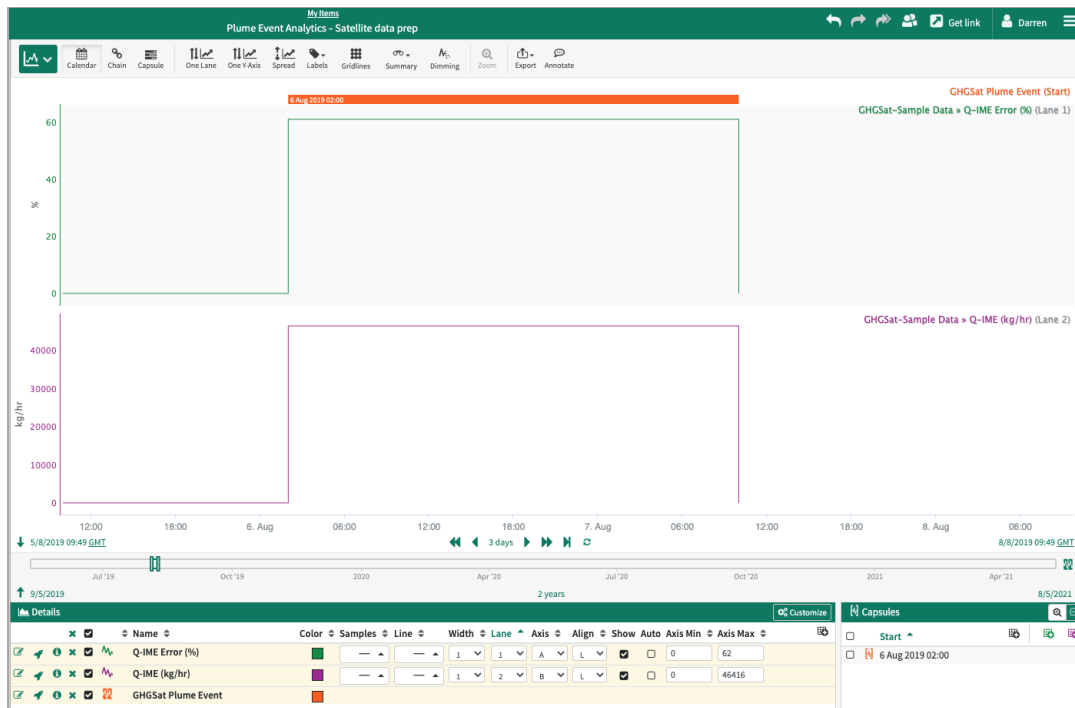 My Items
Plume Event Analytics - Satellite data prep
Get link
Darren
Calendar Chain Capsule One Lane One Y-Axis Spread Labels Gridlines Summary Dimming Zoom Export Annotate
GHGSat Plume Event (Start)
6 Aug 2019 02:00
GHGSat-Sample Data » Q-IME Error (%) (Lane 1)
60
40
%
20
0
GHGSat-Sample Data » Q-IME (kg/hr) (Lane 2)
40000
30000
kg/hr
20000
10000
0
12:00 18:00 6. Aug 06:00 12:00 18:00 7. Aug 06:00 12:00 18:00 8. Aug 06:00
5/8/2019 09:49 GMT 3 days 8/8/2019 09:49 GMT
Jul '19 Oct '19 2020 Apr '20 Jul '20 Oct '20 2021 Apr '21
9/5/2019 2 years 8/5/2021
Details Customize
Name Color Samples Line Width Lane Axis Align Show Auto Axis Min Axis Max
Q-IME Error (%) 1 1 A L 0 62
Q-IME (kg/hr) 1 2 B L 0 46416
GHGSat Plume Event
Capsules
Start
6 Aug 2019 02:00